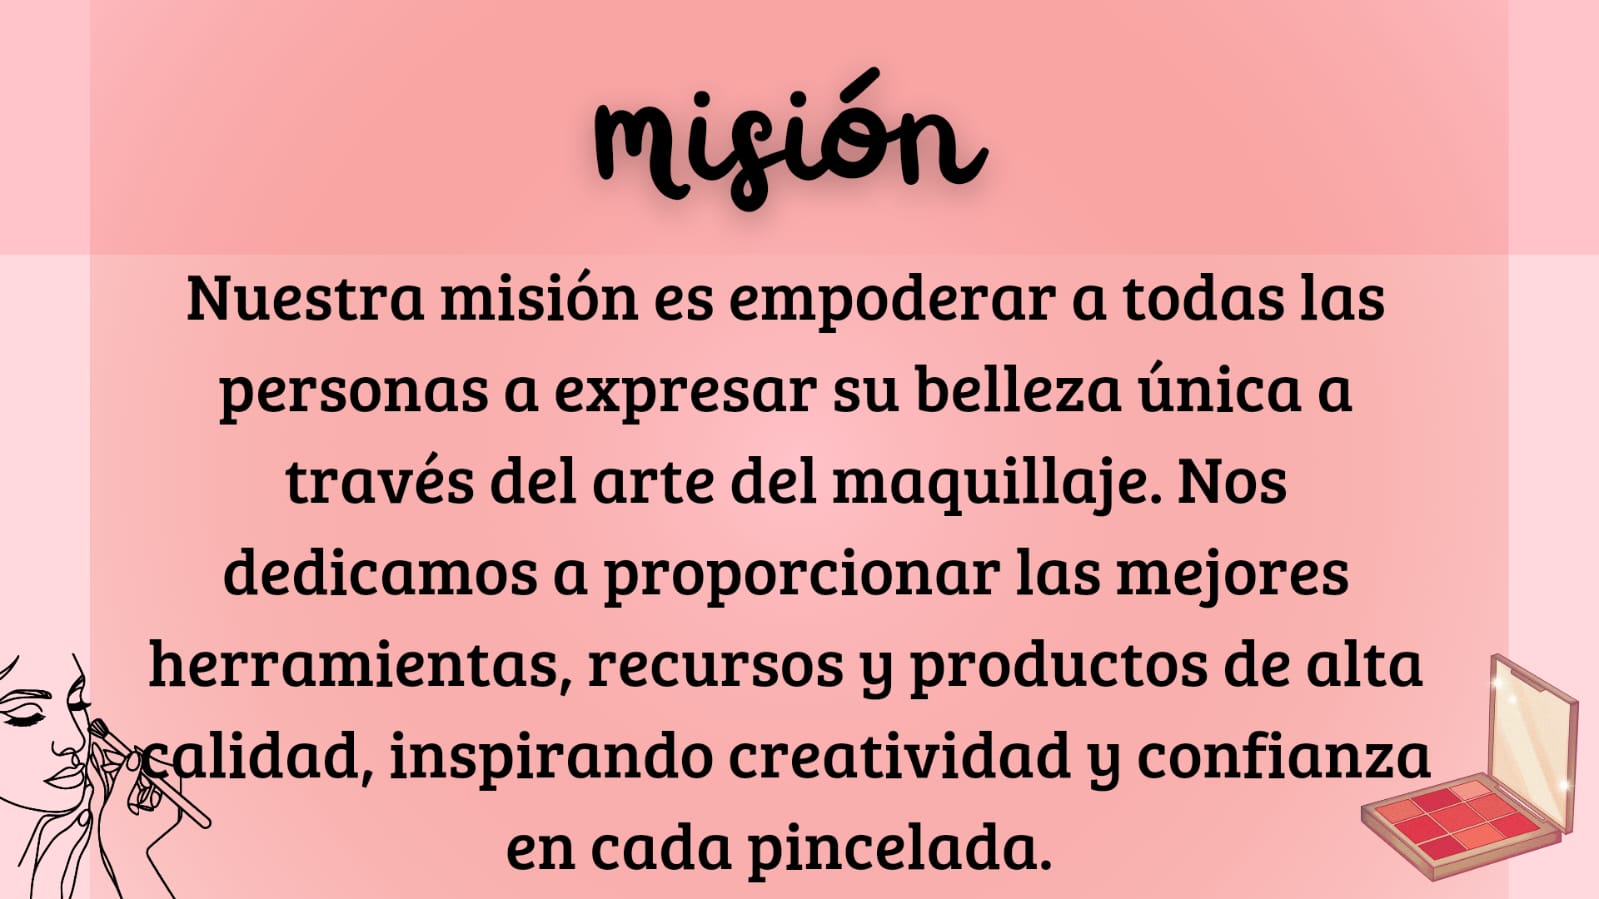 misión
Nuestra misión es empoderar a todas las
personas a expresar su belleza única a
través del arte del maquillaje. Nos
dedicamos a proporcionar las mejores
herramientas, recursos y productos de alta
calidad, inspirando creatividad y confianza
en cada pincelada.